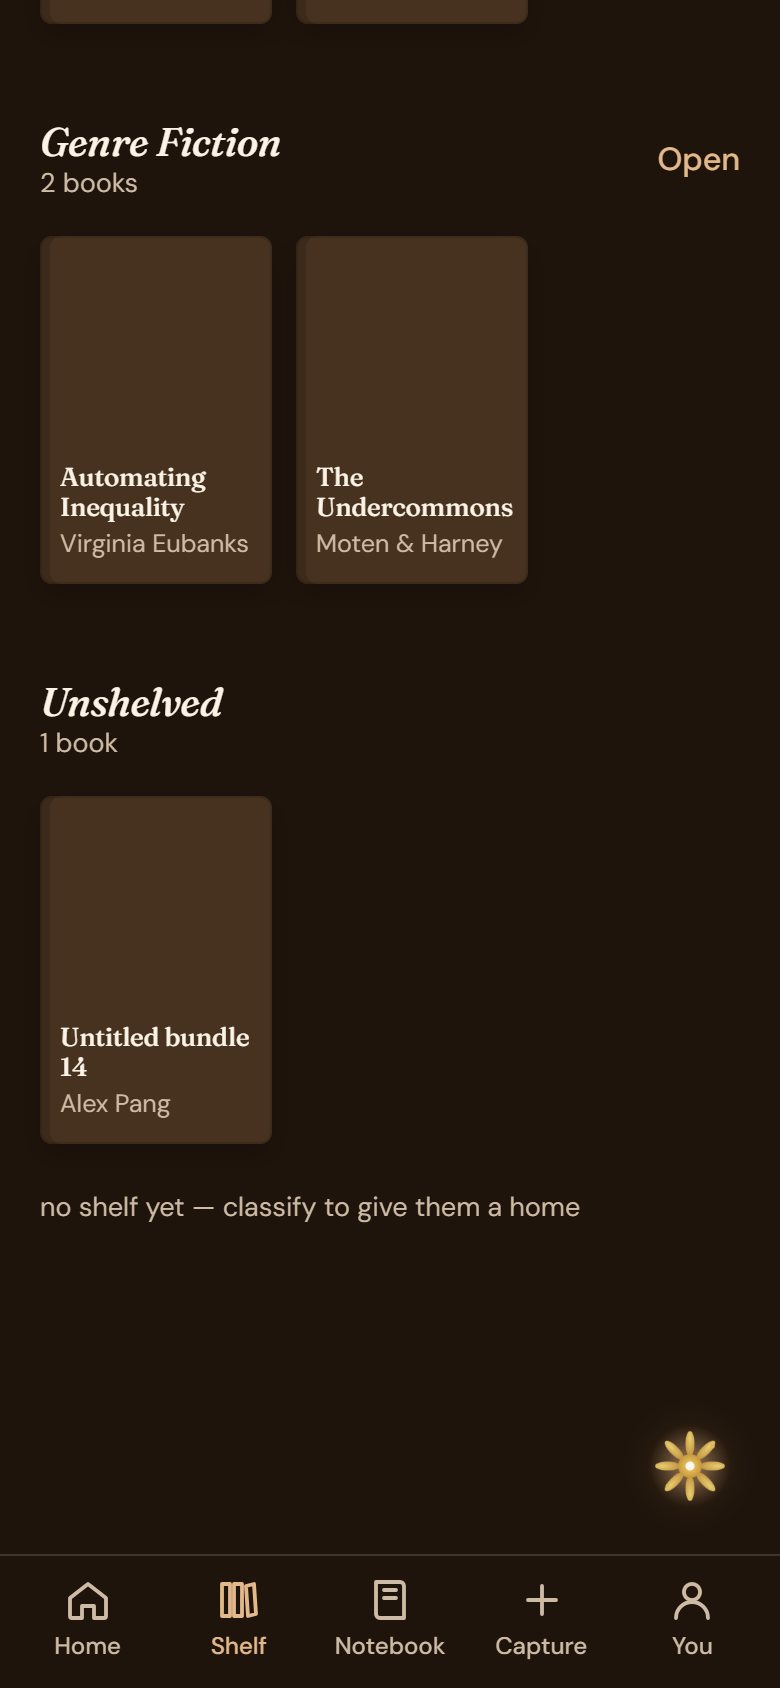 Genre Fiction
2 books
Open
Automating
Inequality
Virginia Eubanks
The
Undercommons
Moten & Harney
Unshelved
1 book
Untitled bundle
14
Alex Pang
no shelf yet — classify to give them a home
Home
Shelf
Notebook
Capture
You